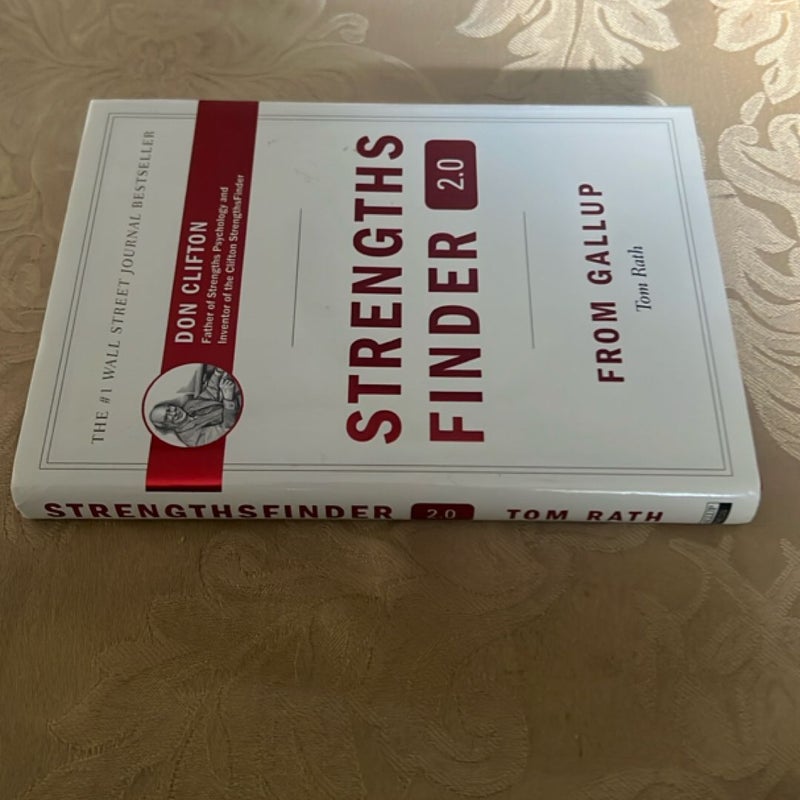 THE #1 WALL STREET JOURNAL BESTSELLER
DON CLIFTON
Father of Strengths Psychology and
Inventor of the Clifton StrengthsFinder
STRENGTHS
FINDER 2.0
FROM GALLUP
Tom Rath
STRENGTHSFINDER 2.0 TOM RATH